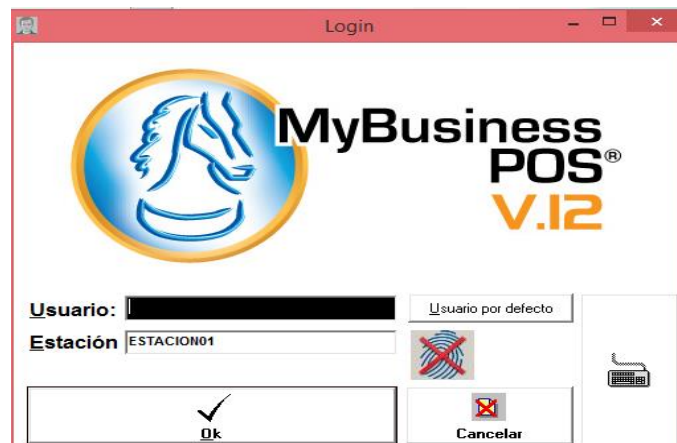 Login
MyBusiness
POS®
V.12
Usuario:
Usuario por defecto
Estación
ESTACION01
Ok
Cancelar